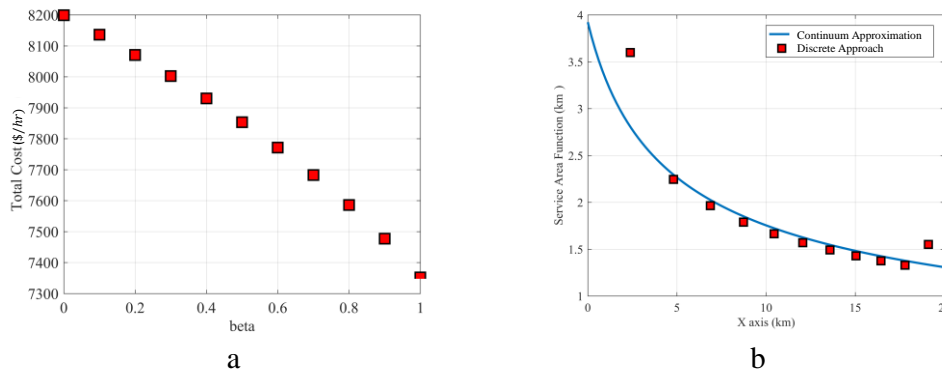 8200
8100
8000
7900
7800
7700
7600
7500
7400
7300
Total Cost($/hr)
0 0.2 0.4 0.6 0.8 1
beta
a
4
3.5
3
2.5
2
1.5
1
Service Area Function (km )
Continuum Approximation
Discrete Approach
0 5 10 15 20
X axis (km)
b